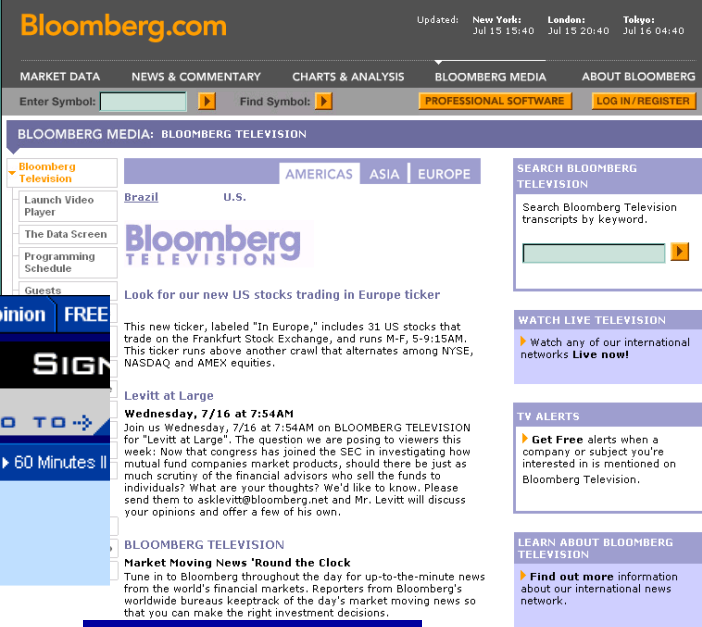 Bloomberg.com
Updated: New York: London: Tokyo:
Jul 15 15:40 Jul 15 20:40 Jul 16 04:40
MARKET DATA NEWS & COMMENTARY CHARTS & ANALYSIS BLOOMBERG MEDIA ABOUT BLOOMBERG
Enter Symbol: Find Symbol: PROFESSIONAL SOFTWARE LOG IN/REGISTER
BLOOMBERG MEDIA: BLOOMBERG TELEVISION
Bloomberg
Television
Launch Video
Player
The Data Screen
Programming
Schedule
Guests
inion FREE
SIGN
O TO
60 Minutes II
AMERICAS ASIA EUROPE
Brazil U.S.
Bloomberg
TELEVISION
Look for our new US stocks trading in Europe ticker
This new ticker, labeled "In Europe," includes 31 US stocks that
trade on the Frankfurt Stock Exchange, and runs M-F, 5-9:15AM.
This ticker runs above another crawl that alternates among NYSE,
NASDAQ and AMEX equities.
Levitt at Large
Wednesday, 7/16 at 7:54AM
Join us Wednesday, 7/16 at 7:54AM on BLOOMBERG TELEVISION
for "Levitt at Large". The question we are posing to viewers this
week: Now that congress has joined the SEC in investigating how
mutual fund companies market products, should there be just as
much scrutiny of the financial advisors who sell the funds to
individuals? What are your thoughts? We'd like to know. Please
send them to asklevitt@bloomberg.net and Mr. Levitt will discuss
your opinions and offer a few of his own.
BLOOMBERG TELEVISION
Market Moving News 'Round the Clock
Tune in to Bloomberg throughout the day for up-to-the-minute news
from the world's financial markets. Reporters from Bloomberg's
worldwide bureaus keeptrack of the day's market moving news so
that you can make the right investment decisions.
SEARCH BLOOMBERG
TELEVISION
Search Bloomberg Television
transcripts by keyword.
WATCH LIVE TELEVISION
Watch any of our international
networks Live now!
TV ALERTS
Get Free alerts when a
company or subject you're
interested in is mentioned on
Bloomberg Television.
LEARN ABOUT BLOOMBERG
TELEVISION
Find out more information
about our international news
network.